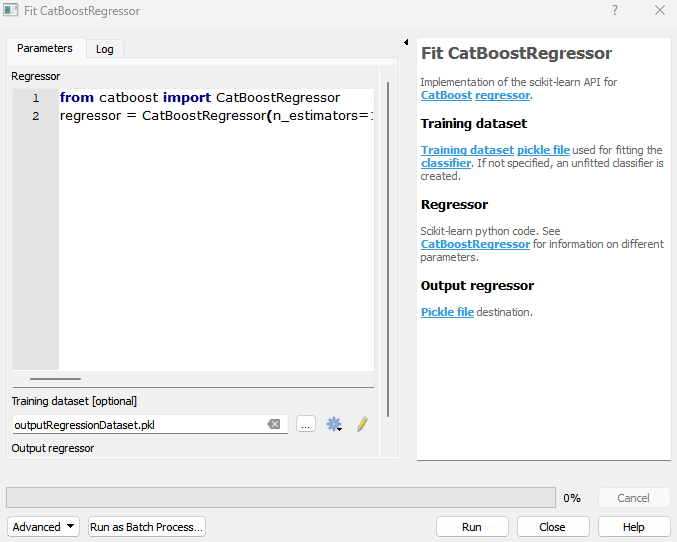 Fit CatBoostRegressor
?
Parameters
Log
Regressor
1 from catboost import CatBoostRegressor
2 regressor = CatBoostRegressor(n_estimators=
Training dataset [optional]
outputRegressionDataset.pkl
...
Output regressor
Fit CatBoostRegressor
Implementation of the scikit-learn API for
CatBoost regressor.
Training dataset
Training dataset pickle file used for fitting the
classifier. If not specified, an unfitted classifier is
created.
Regressor
Scikit-learn python code. See
CatBoostRegressor for information on different
parameters.
Output regressor
Pickle file destination.
0%
Cancel
Advanced
Run as Batch Process...
Run
Close
Help